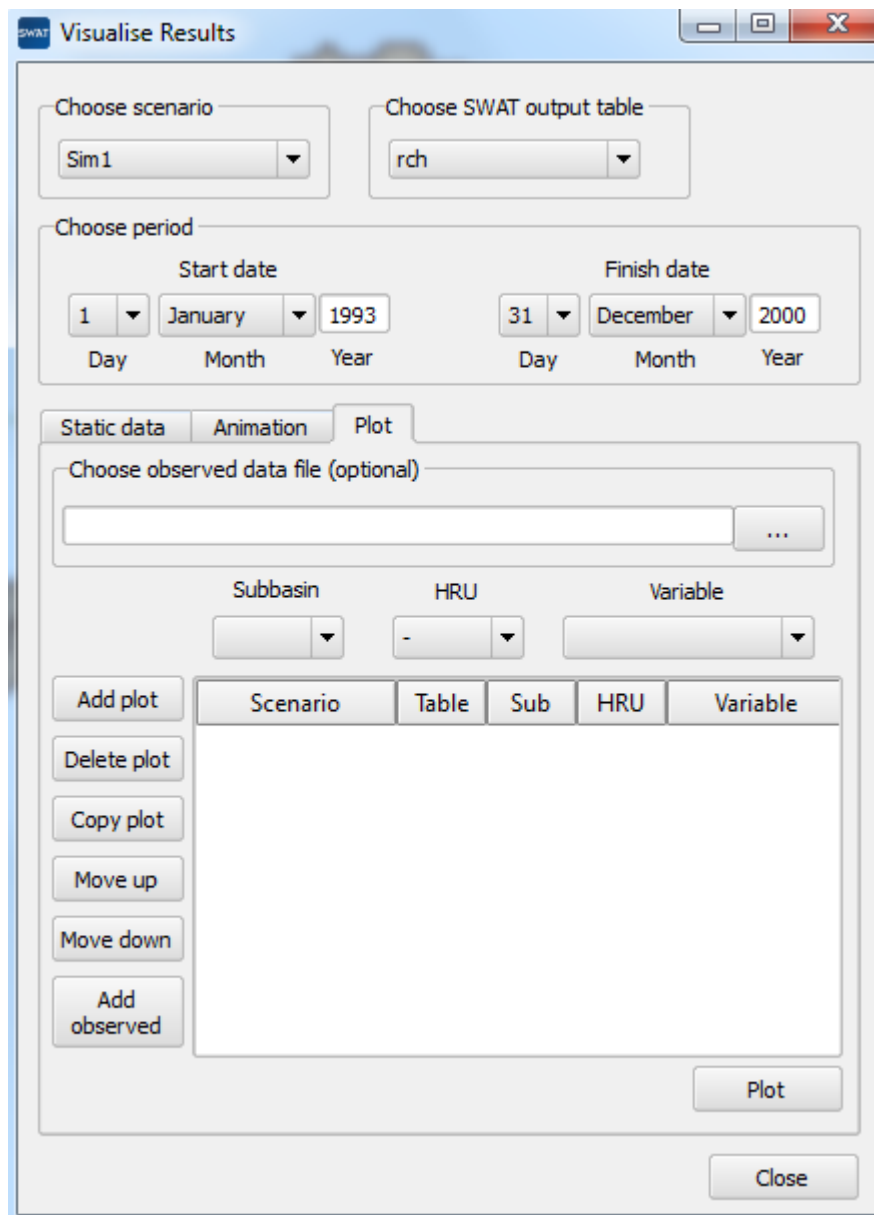 SWAT Visualise Results
Choose scenario Choose SWAT output table
Sim1 rch
Choose period
Start date Finish date
1 January 1993 31 December 2000
Day Month Year Day Month Year
Static data Animation Plot
Choose observed data file (optional)
...
Subbasin HRU Variable
-
Add plot
Scenario Table Sub HRU Variable
Delete plot
Copy plot
Move up
Move down
Add
observed
Plot
Close